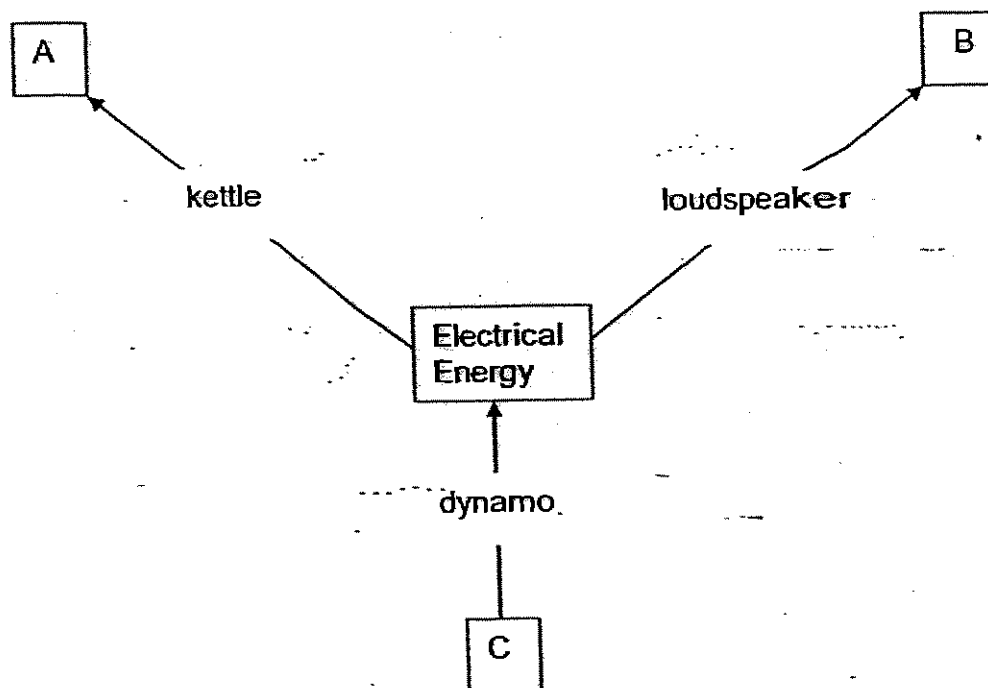 A
B
kettle
loudspeaker
Electrical
Energy
dynamo
C